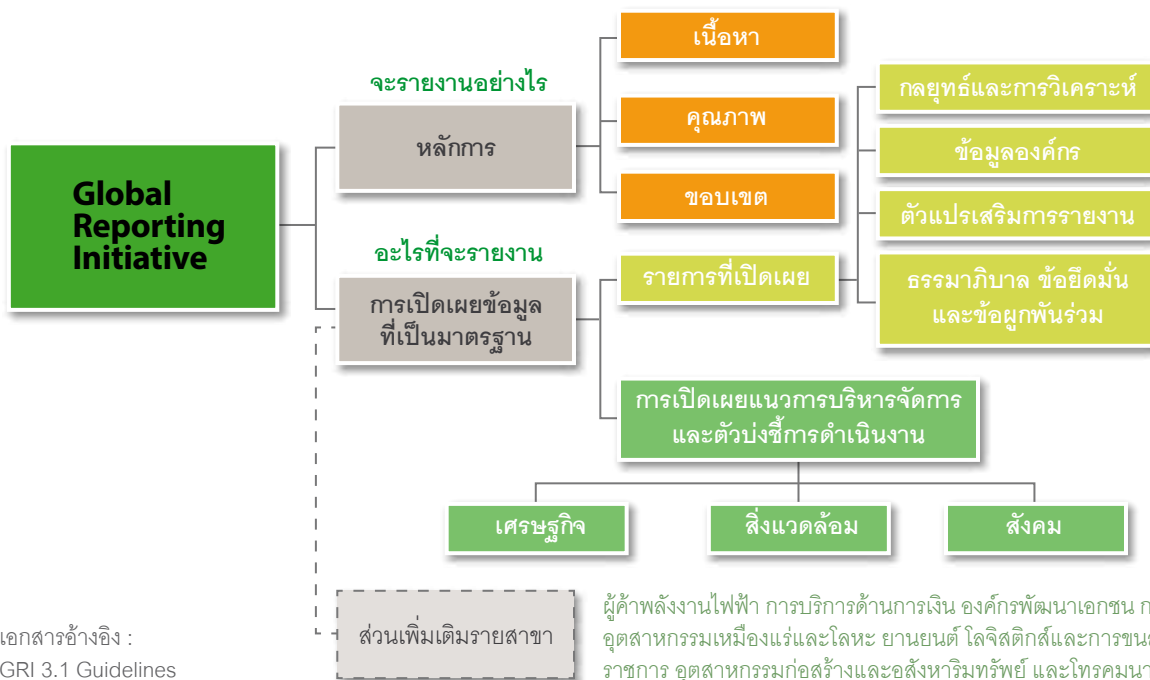 Global
Reporting
Initiative
จะรายงานอย่างไร
หลักการ
เนื้อหา
คุณภาพ
ขอบเขต
อะไรที่จะรายงาน
การเปิดเผยข้อมูล
ที่เป็นมาตรฐาน
รายการที่เปิดเผย
กลยุทธ์และการวิเคราะห์
ข้อมูลองค์กร
ตัวแปรเสริมการรายงาน
ธรรมาภิบาล ข้อยึดมั่น
และข้อผูกพันร่วม
การเปิดเผยแนวการบริหารจัดการ
และตัวบ่งชี้การดำเนินงาน
เศรษฐกิจ
สิ่งแวดล้อม
สังคม
ส่วนเพิ่มเติมรายสาขา
ผู้ค้าพลังงานไฟฟ้า การบริการด้านการเงิน องค์กรพัฒนาเอกชน
อุตสาหกรรมเหมืองแร่และโลหะ ยานยนต์ โลจิสติกส์และการ
ราชการ อุตสาหกรรมก่อสร้างและอสังหาริมทรัพย์
เอกสารอ้างอิง :
GRI 3.1 Guidelines